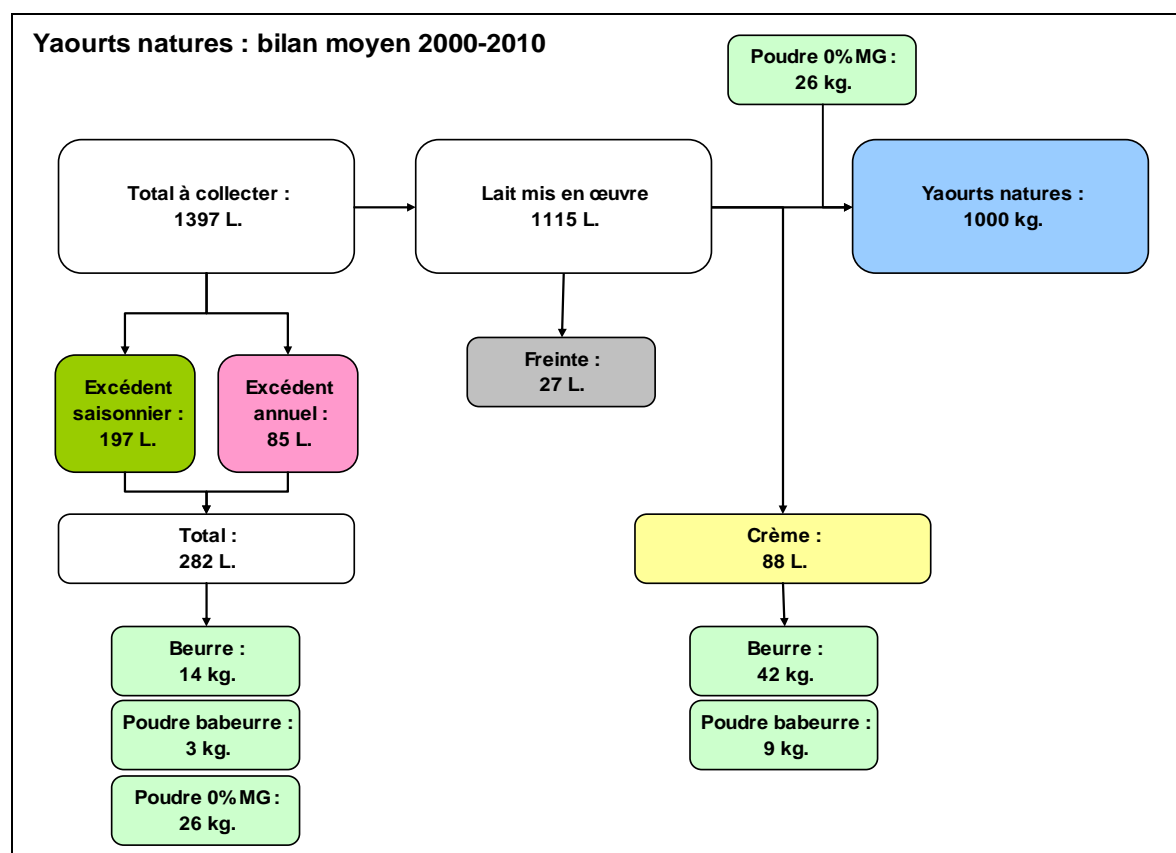 Yaourts natures : bilan moyen 2000-2010
Poudre 0% MG :
26 kg.
Total à collecter :
1397 L.
Lait mis en œuvre
1115 L.
Yaourts natures :
1000 kg.
Freinte :
27 L.
Excédent
saisonnier :
197 L.
Excédent
annuel :
85 L.
Total :
282 L.
Crème :
88 L.
Beurre :
14 kg.
Poudre babeurre :
3 kg.
Poudre 0% MG :
26 kg.
Beurre :
42 kg.
Poudre babeurre :
9 kg.